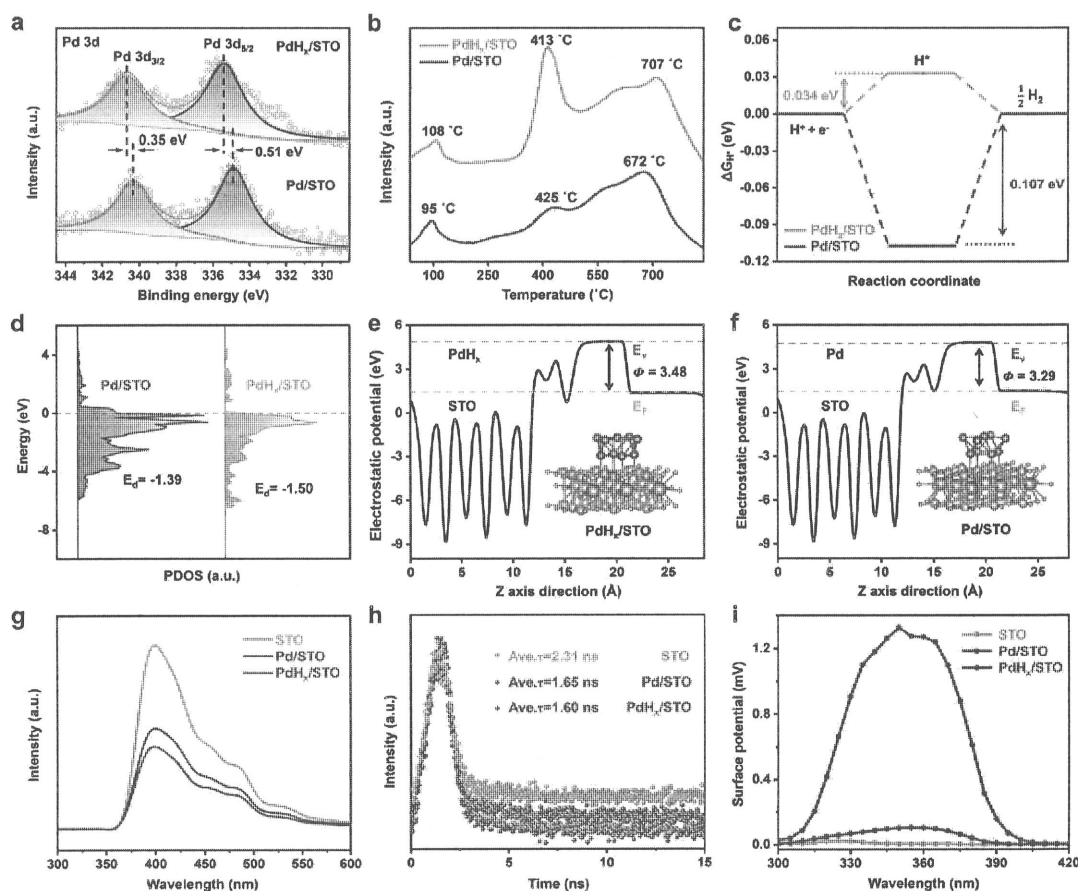 a
Pd 3d
Pd 3d3/2
Pd 3d5/2
PdHx/STO
0.35 eV
0.51 eV
Pd/STO
Intensity (a.u.)
344 342 340 338 336 334 332 330
Binding energy (eV)
b
PdHx/STO
Pd/STO
413 °C
707 °C
108 °C
672 °C
425 °C
95 °C
Intensity (a.u.)
100 250 400 550 700
Temperature (°C)
c
0.06
0.03
0.00
-0.03
-0.06
-0.09
-0.12
ΔGH* (eV)
H*
0.034 eV
½ H2
H+ + e-
0.107 eV
PdHx/STO
Pd/STO
Reaction coordinate
d
4
0
-4
-8
Energy (eV)
Pd/STO
PdHx/STO
Ed= -1.39
Ed= -1.50
PDOS (a.u.)
e
6
3
0
-3
-6
-9
Electrostatic potential (eV)
PdHx
Ev
Φ = 3.48
STO
EF
PdHx/STO
0 5 10 15 20 25
Z axis direction (Å)
f
6
3
0
-3
-6
-9
Electrostatic potential (eV)
Pd
Ev
Φ = 3.29
STO
EF
Pd/STO
0 5 10 15 20 25
Z axis direction (Å)
g
STO
Pd/STO
PdHx/STO
Intensity (a.u.)
300 350 400 450 500 550 600
Wavelength (nm)
h
Ave.τ=2.31 ns STO
Ave.τ=1.65 ns Pd/STO
Ave.τ=1.60 ns PdHx/STO
Intensity (a.u.)
0 5 10 15
Time (ns)
i
STO
Pd/STO
PdHx/STO
1.2
0.8
0.4
0.0
Surface potential (mV)
300 330 360 390 420
Wavelength (nm)